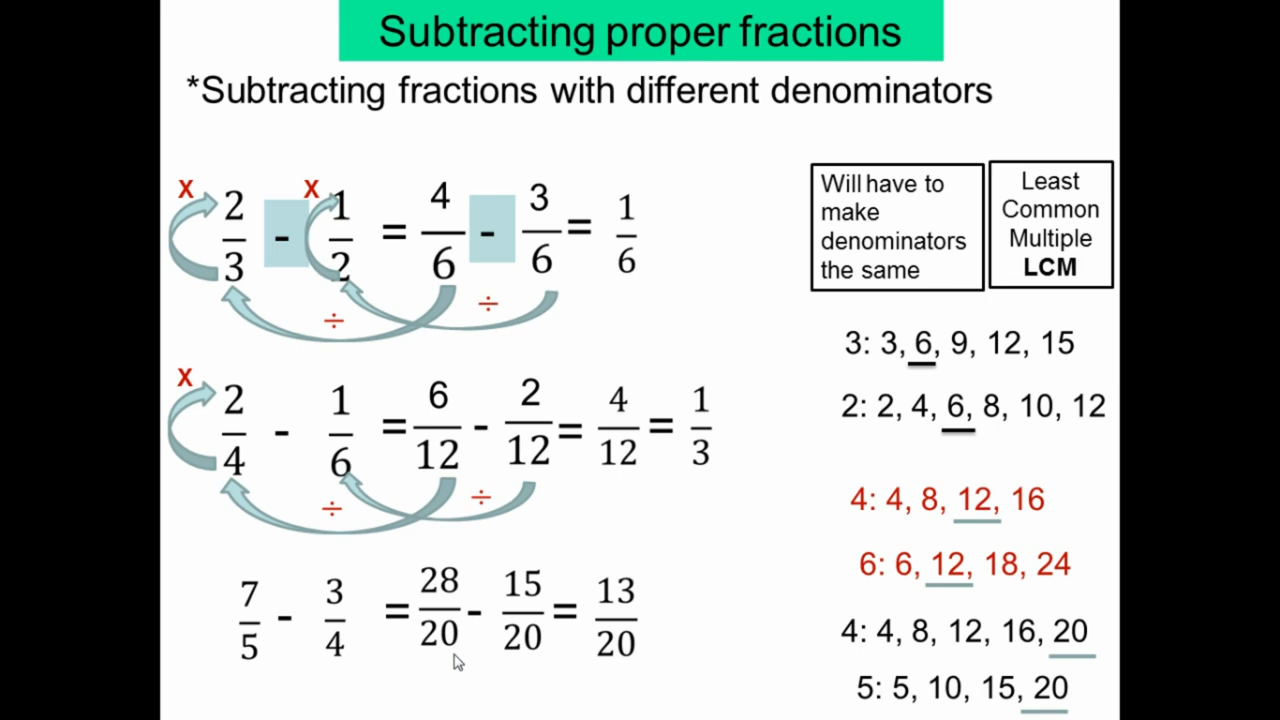 Subtracting proper fractions
*Subtracting fractions with different denominators
x 2/3 - x 1/2 = 4/6 - 3/6 = 1/6
÷ ÷
x 2/4 - 1/6 = 6/12 - 2/12 = 4/12 = 1/3
÷ ÷
7/5 - 3/4 = 28/20 - 15/20 = 13/20
Will have to
make
denominators
the same
Least
Common
Multiple
LCM
3: 3, 6, 9, 12, 15
2: 2, 4, 6, 8, 10, 12
4: 4, 8, 12, 16
6: 6, 12, 18, 24
4: 4, 8, 12, 16, 20
5: 5, 10, 15, 20